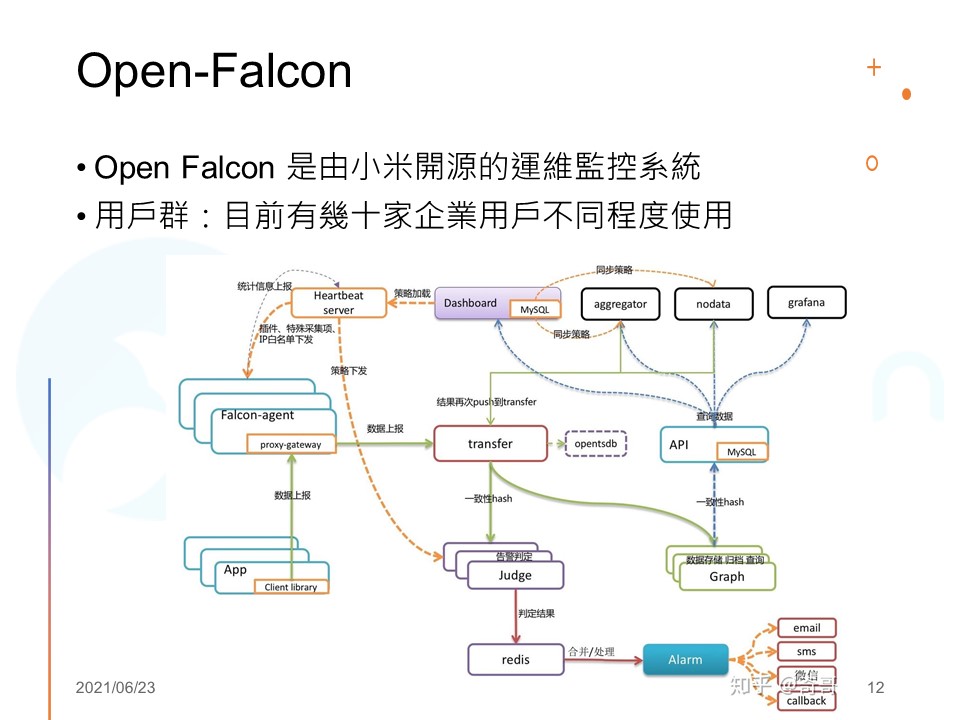 Open-Falcon
• Open Falcon 是由小米開源的運維監控系統
• 用戶群：目前有幾十家企業用戶不同程度使用
同步策略
统计信息上报
Heartbeat
server
策略加载
Dashboard
MySQL
aggregator
nodata
grafana
插件、特殊采集项、
IP白名单下发
同步策略
策略下发
结果再次push到transfer
Falcon-agent
proxy-gateway
数据上报
transfer
opentsdb
查询数据
API
MySQL
数据上报
一致性hash
一致性hash
App
Client library
告警判定
Judge
数据存储 归档 查询
Graph
判定结果
redis
合并/处理
Alarm
email
sms
微信
callback
知乎 @奇哥
2021/06/23
12